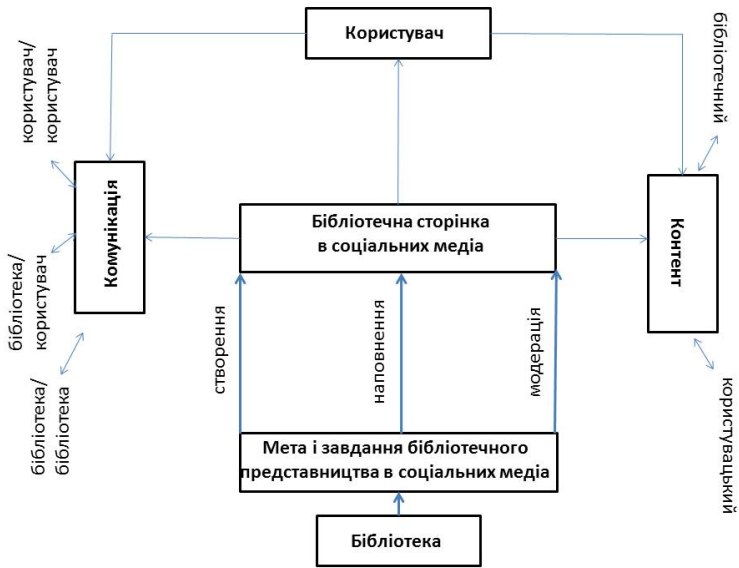 Користувач
користувач/
користувач
бібліотечний
Комунікація
Бібліотечна сторінка
в соціальних медіа
Контент
бібліотека/
користувач
створення
наповнення
модерація
бібліотека/
бібліотека
користувацький
Мета і завдання бібліотечного
представництва в соціальних медіа
Бібліотека